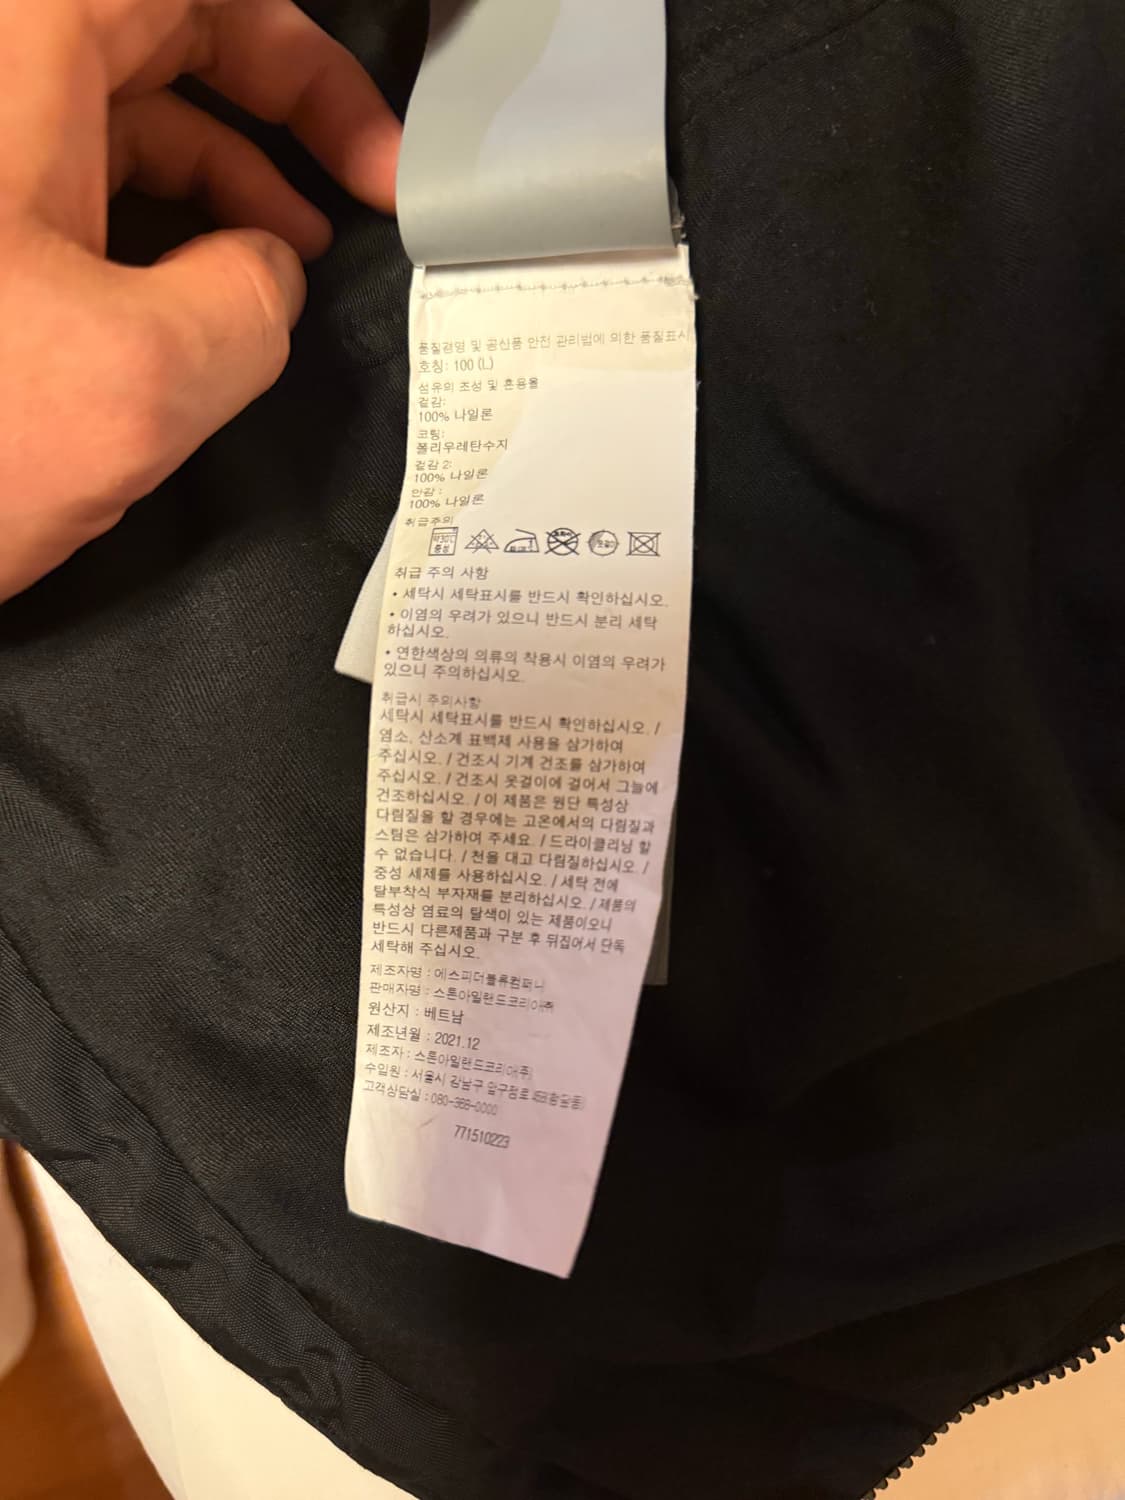 품질경영 및 공산품 안전 관리법에 의한 품질표시
호칭: 100 (L)
섬유의 조성 및 혼용율
겉감:
100% 나일론
코팅:
폴리우레탄수지
겉감 2:
100% 나일론
안감 :
100% 나일론
취급주의
약30℃
중성
취급 주의 사항
• 세탁시 세탁표시를 반드시 확인하십시오.
• 이염의 우려가 있으니 반드시 분리 세탁
하십시오.
• 연한색상의 의류의 착용시 이염의 우려가
있으니 주의하십시오.
취급시 주의사항
세탁시 세탁표시를 반드시 확인하십시오. /
염소, 산소계 표백제 사용을 삼가하여
주십시오. / 건조시 기계 건조를 삼가하여
주십시오. / 건조시 옷걸이에 걸어서 그늘에
건조하십시오. / 이 제품은 원단 특성상
다림질을 할 경우에는 고온에서의 다림질과
스팀은 삼가하여 주세요. / 드라이클리닝 할
수 없습니다. / 천을 대고 다림질하십시오. /
중성 세제를 사용하십시오. / 세탁 전에
탈부착식 부자재를 분리하십시오. / 제품의
특성상 염료의 탈색이 있는 제품이오니
반드시 다른제품과 구분 후 뒤집어서 단독
세탁해 주십시오.
제조자명 : 에스피더블류컴퍼니
판매자명 : 스톤아일랜드코리아㈜
원산지 : 베트남
제조년월 : 2021.12
제조자 : 스톤아일랜드코리아(주)
수입원 : 서울시 강남구 압구정로
고객상담실 : 080-366-0000
771510223